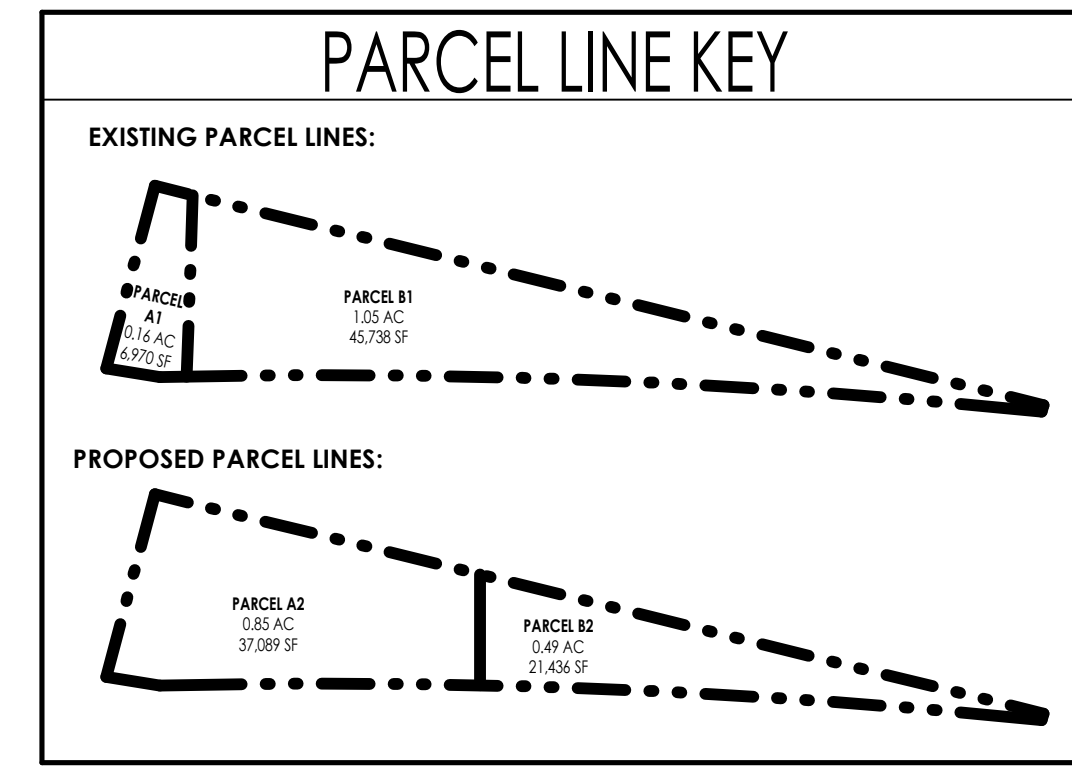 PARCEL LINE KEY
EXISTING PARCEL LINES:
PARCEL
A1
0.16 AC
6,970 SF
PARCEL B1
1.05 AC
45,738 SF
PROPOSED PARCEL LINES:
PARCEL A2
0.85 AC
37,089 SF
PARCEL B2
0.49 AC
21,436 SF